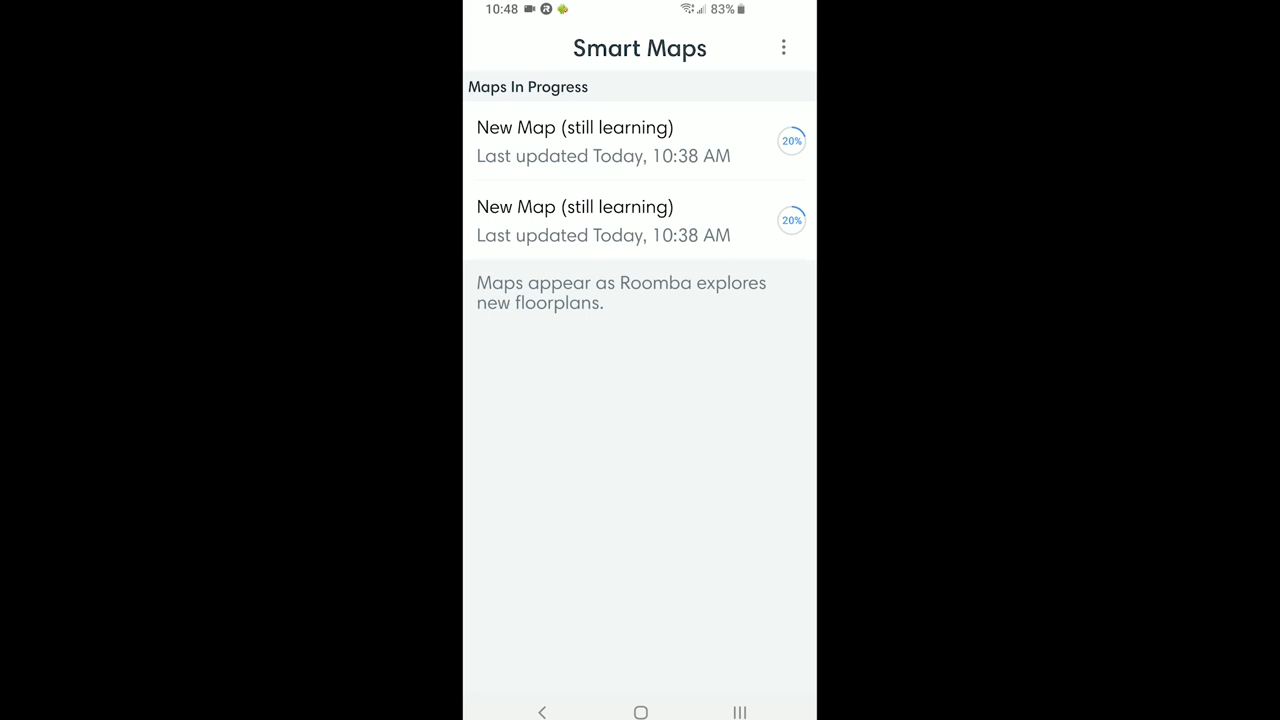 10:48 83%
Smart Maps
Maps In Progress
New Map (still learning)
Last updated Today, 10:38 AM
20%
New Map (still learning)
Last updated Today, 10:38 AM
20%
Maps appear as Roomba explores
new floorplans.